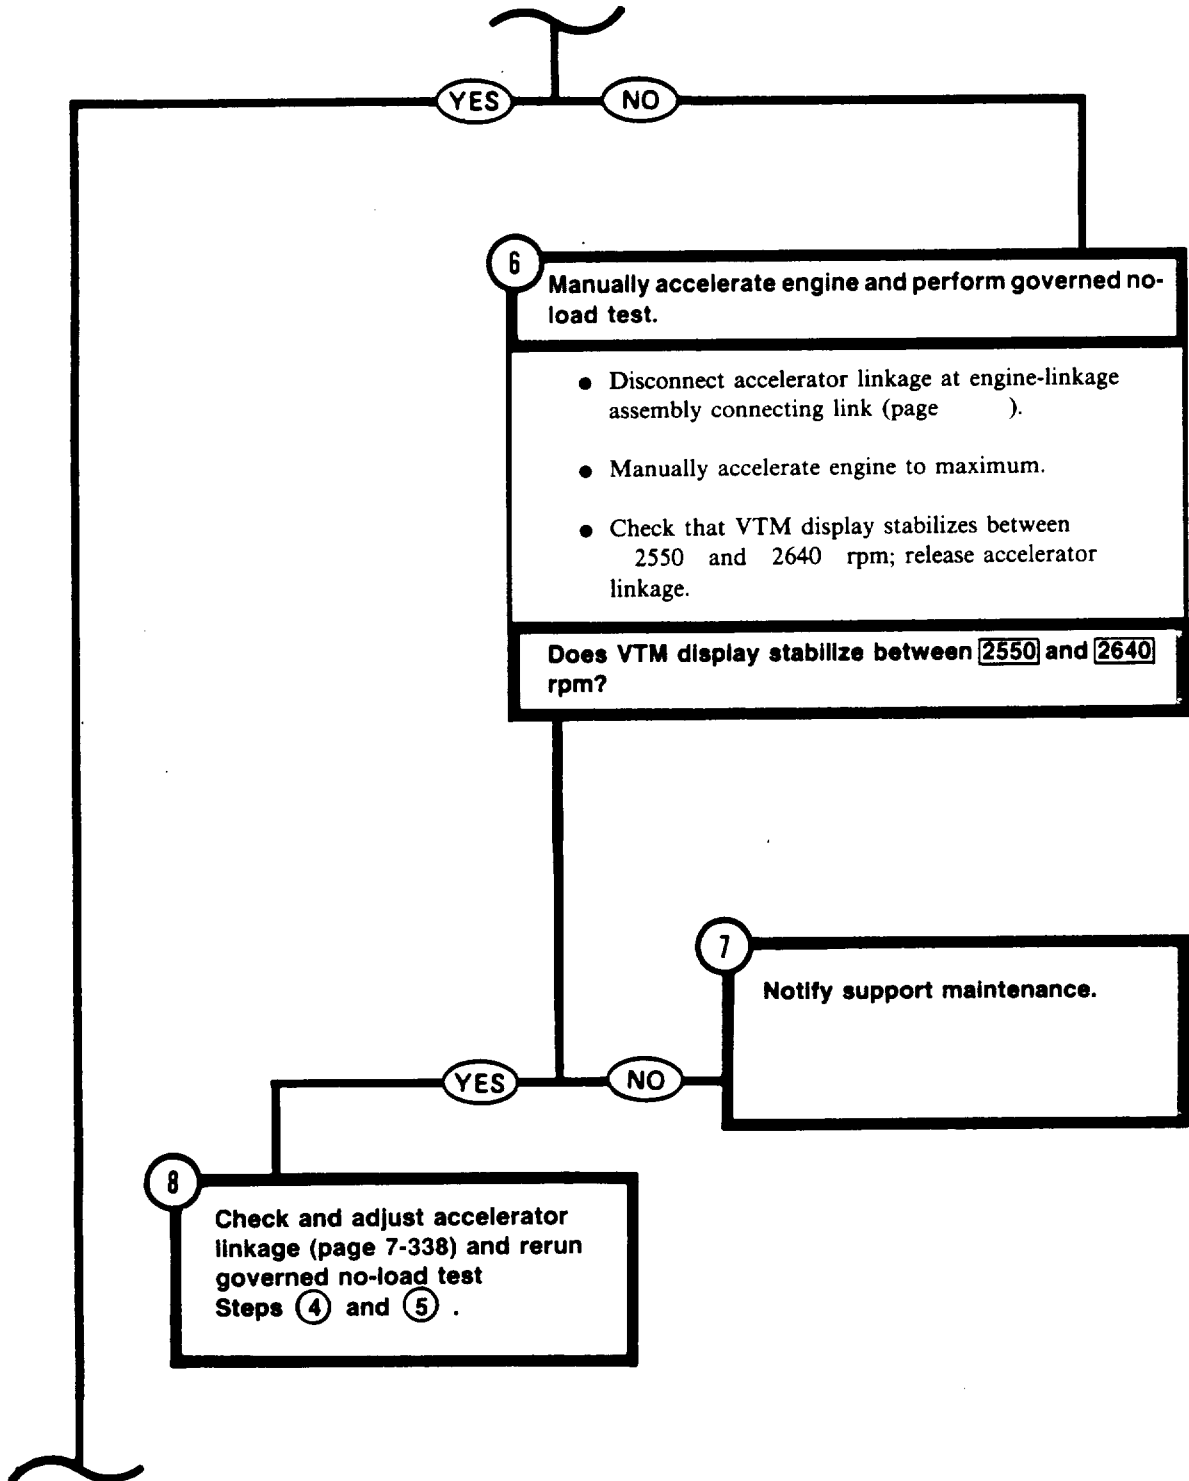 YES
NO
6
Manually accelerate engine and perform governed no-
load test.
● Disconnect accelerator linkage at engine-linkage
assembly connecting link (page ).
● Manually accelerate engine to maximum.
● Check that VTM display stabilizes between
2550 and 2640 rpm; release accelerator
linkage.
Does VTM display stabilize between 2550 and 2640
rpm?
7
Notify support maintenance.
YES
NO
8
Check and adjust accelerator
linkage (page 7-338) and rerun
governed no-load test
Steps 4 and 5 .